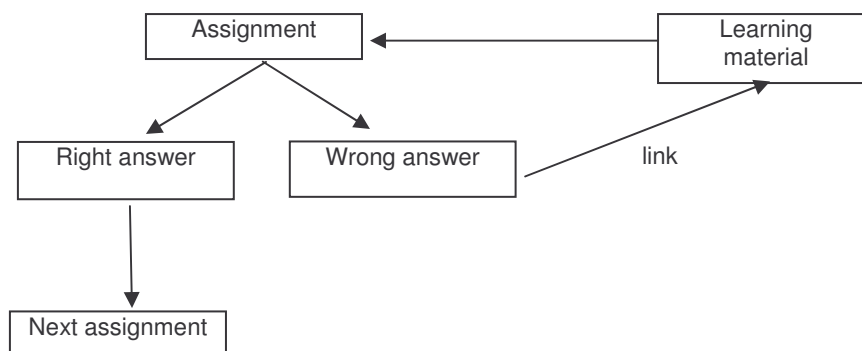 Assignment
Learning
material
Right answer
Wrong answer
link
Next assignment